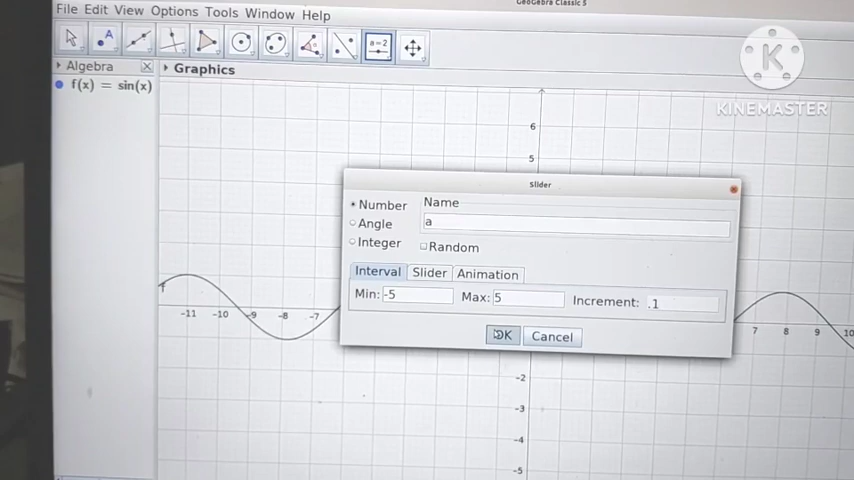 GeoGebra Classic 5
File Edit View Options Tools Window Help
A
a=2
Algebra
Graphics
f(x) = sin(x)
K
KINEMASTER
6
5
Slider
Number
Name
a
Angle
Integer
Random
Interval Slider Animation
Min: -5 Max: 5 Increment: .1
OK Cancel
f
-11 -10 -9 -8 -7
7 8 9 10
-2
-3
-4
-5